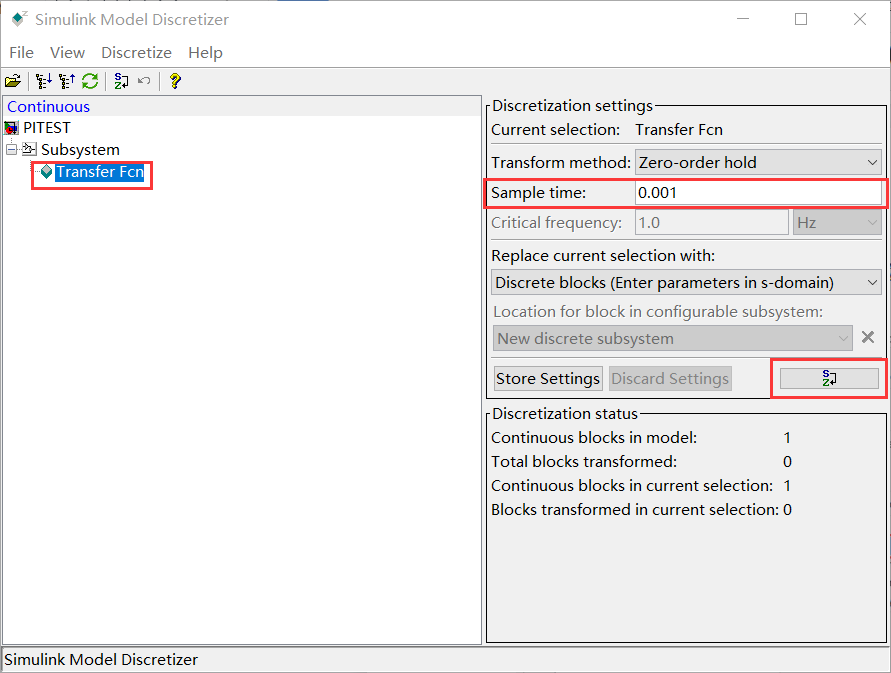 Simulink Model Discretizer
File View Discretize Help
Continuous
PITEST
Subsystem
Transfer Fcn
Discretization settings
Current selection: Transfer Fcn
Transform method: Zero-order hold
Sample time: 0.001
Critical frequency: 1.0 Hz
Replace current selection with:
Discrete blocks (Enter parameters in s-domain)
Location for block in configurable subsystem:
New discrete subsystem
Store Settings Discard Settings
Discretization status
Continuous blocks in model: 1
Total blocks transformed: 0
Continuous blocks in current selection: 1
Blocks transformed in current selection: 0
Simulink Model Discretizer